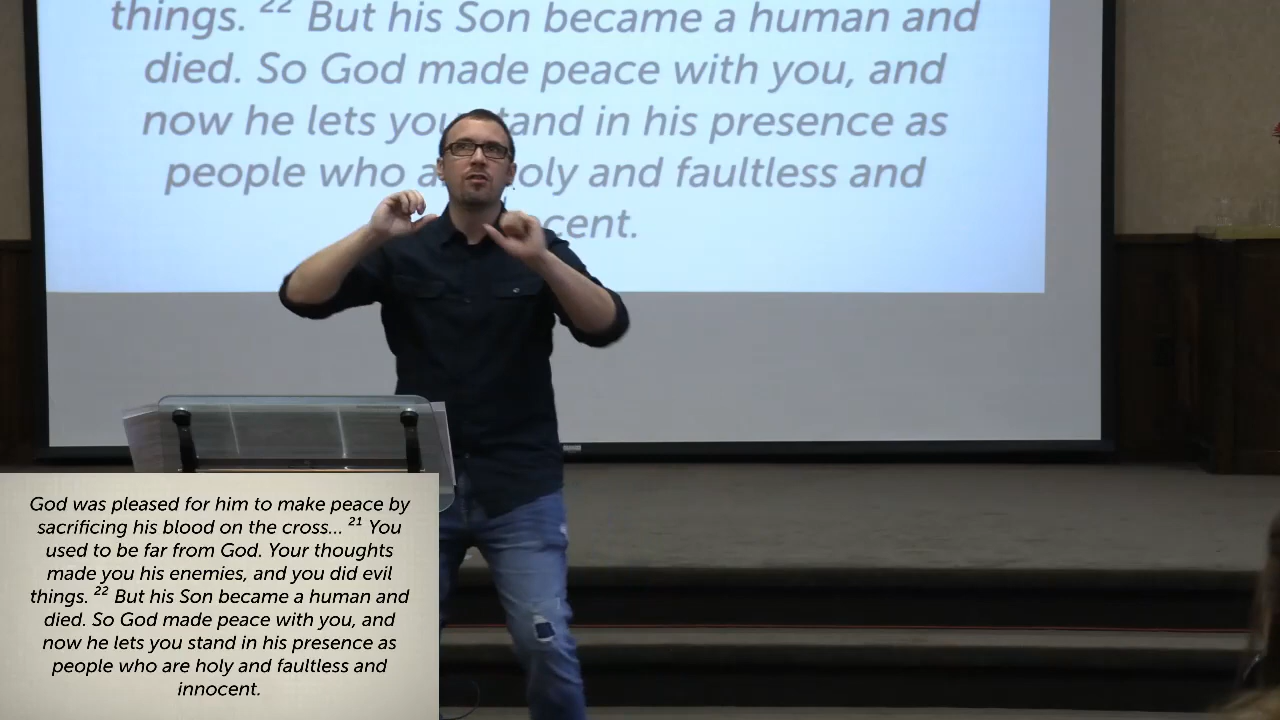 things. 22 But his Son became a human and
died. So God made peace with you, and
now he lets you stand in his presence as
people who are holy and faultless and
innocent.
God was pleased for him to make peace by
sacrificing his blood on the cross... 21 You
used to be far from God. Your thoughts
made you his enemies, and you did evil
things. 22 But his Son became a human and
died. So God made peace with you, and
now he lets you stand in his presence as
people who are holy and faultless and
innocent.